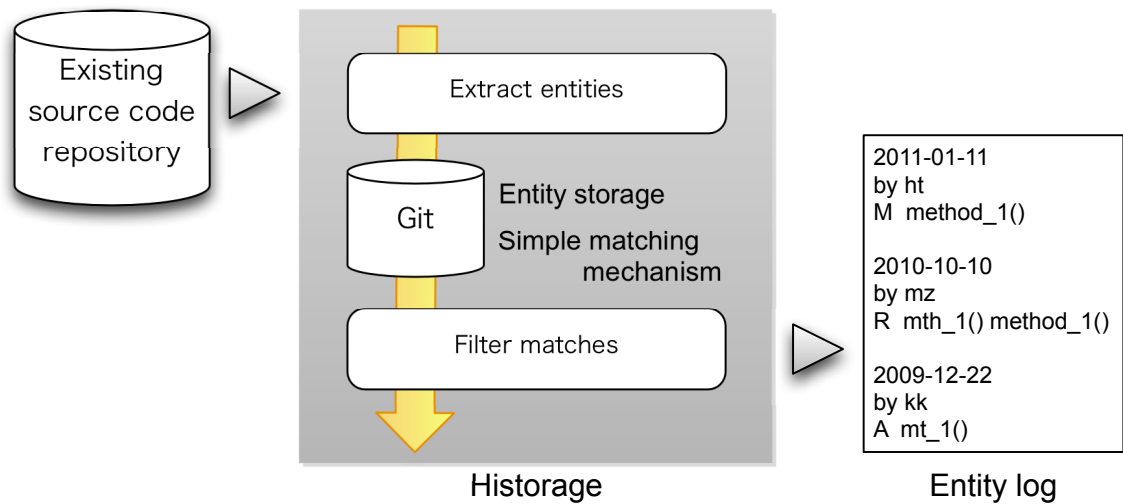 Existing
source code
repository
Extract entities
Git
Entity storage
Simple matching
mechanism
Filter matches
Historage
2011-01-11
by ht
M method_1()
2010-10-10
by mz
R mth_1() method_1()
2009-12-22
by kk
A mt_1()
Entity log